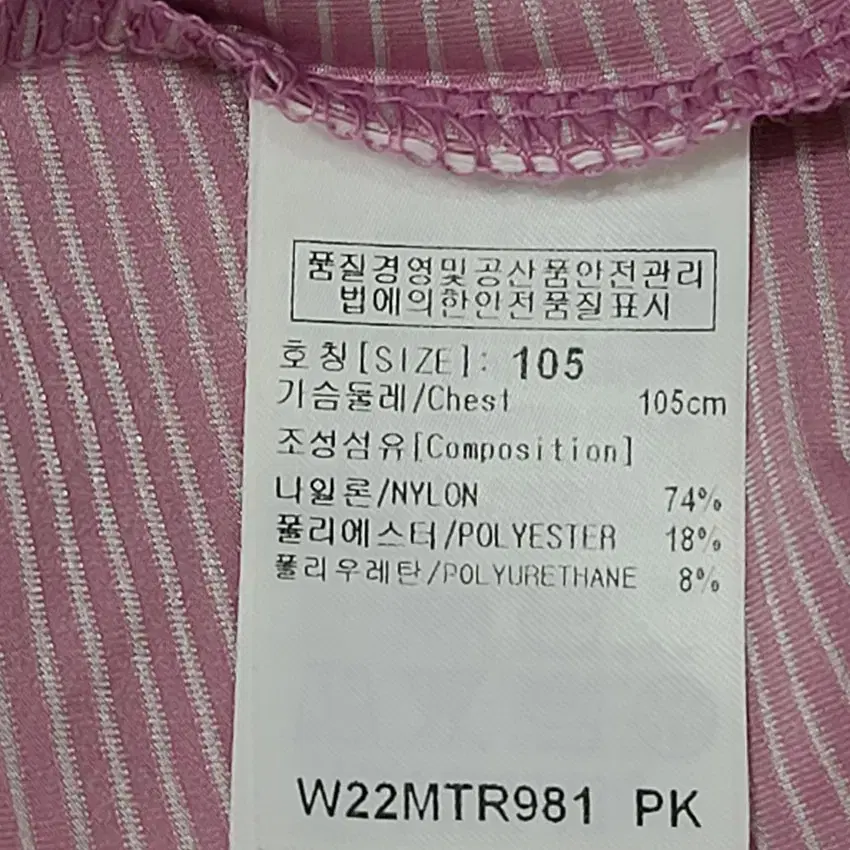 품질경영및공산품안전관리
법에의한안전품질표시
호칭[SIZE]: 105
가슴둘레/Chest 105cm
조성섬유[Composition]
나일론/NYLON 74%
폴리에스터/POLYESTER 18%
폴리우레탄/POLYURETHANE 8%
W22MTR981 PK